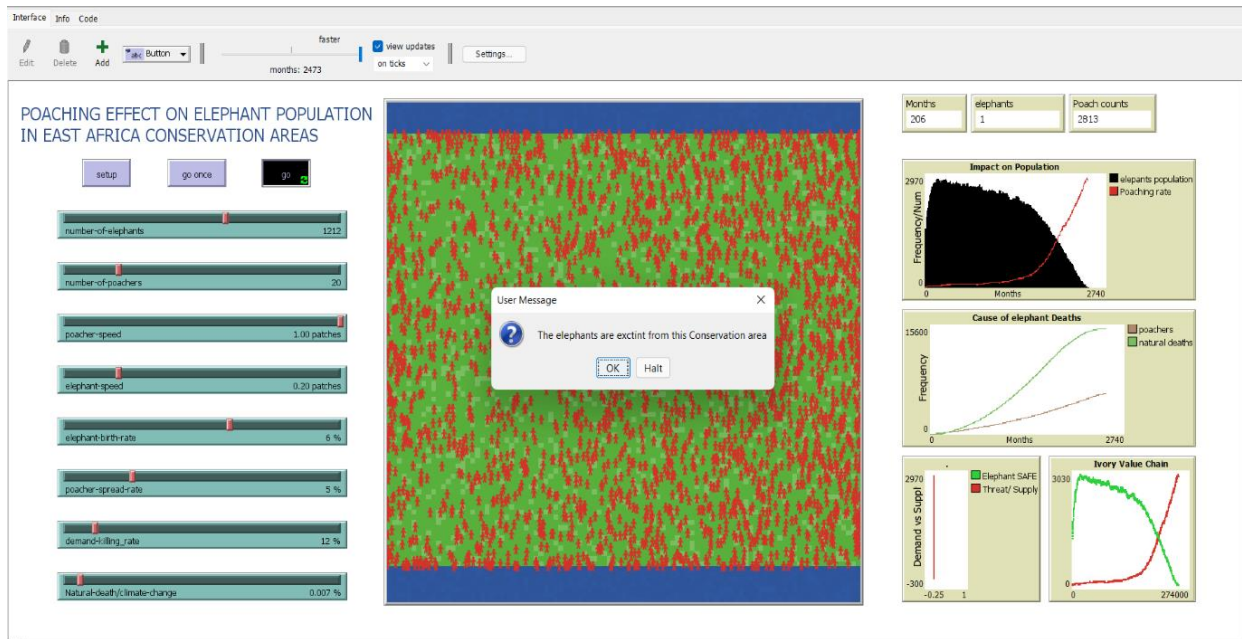 Interface Info Code
Edit Delete Add abc Button faster view updates Settings...
months: 2473 on ticks
POACHING EFFECT ON ELEPHANT POPULATION
IN EAST AFRICA CONSERVATION AREAS
setup go once go
number-of-elephants 1212
number-of-poachers 20
poacher-speed 1.00 patches
elephant-speed 0.20 patches
elephant-birth-rate 6 %
poacher-spread-rate 5 %
demand-killing_rate 12 %
Natural-death/climate-change 0.007 %
User Message
The elephants are exctint from this Conservation area
OK Halt
Months elephants Poach counts
206 1 2813
Impact on Population
2970
Frequency/Num
0
0 Months 2740
elepants population
Poaching rate
Cause of elephant Deaths
15600
Frequency
0
0 Months 2740
poachers
natural deaths
.
2970
Demand vs Suppl
-300
-0.25 1
Elephant SAFE
Threat/ Supply
Ivory Value Chain
3030
0
0 274000